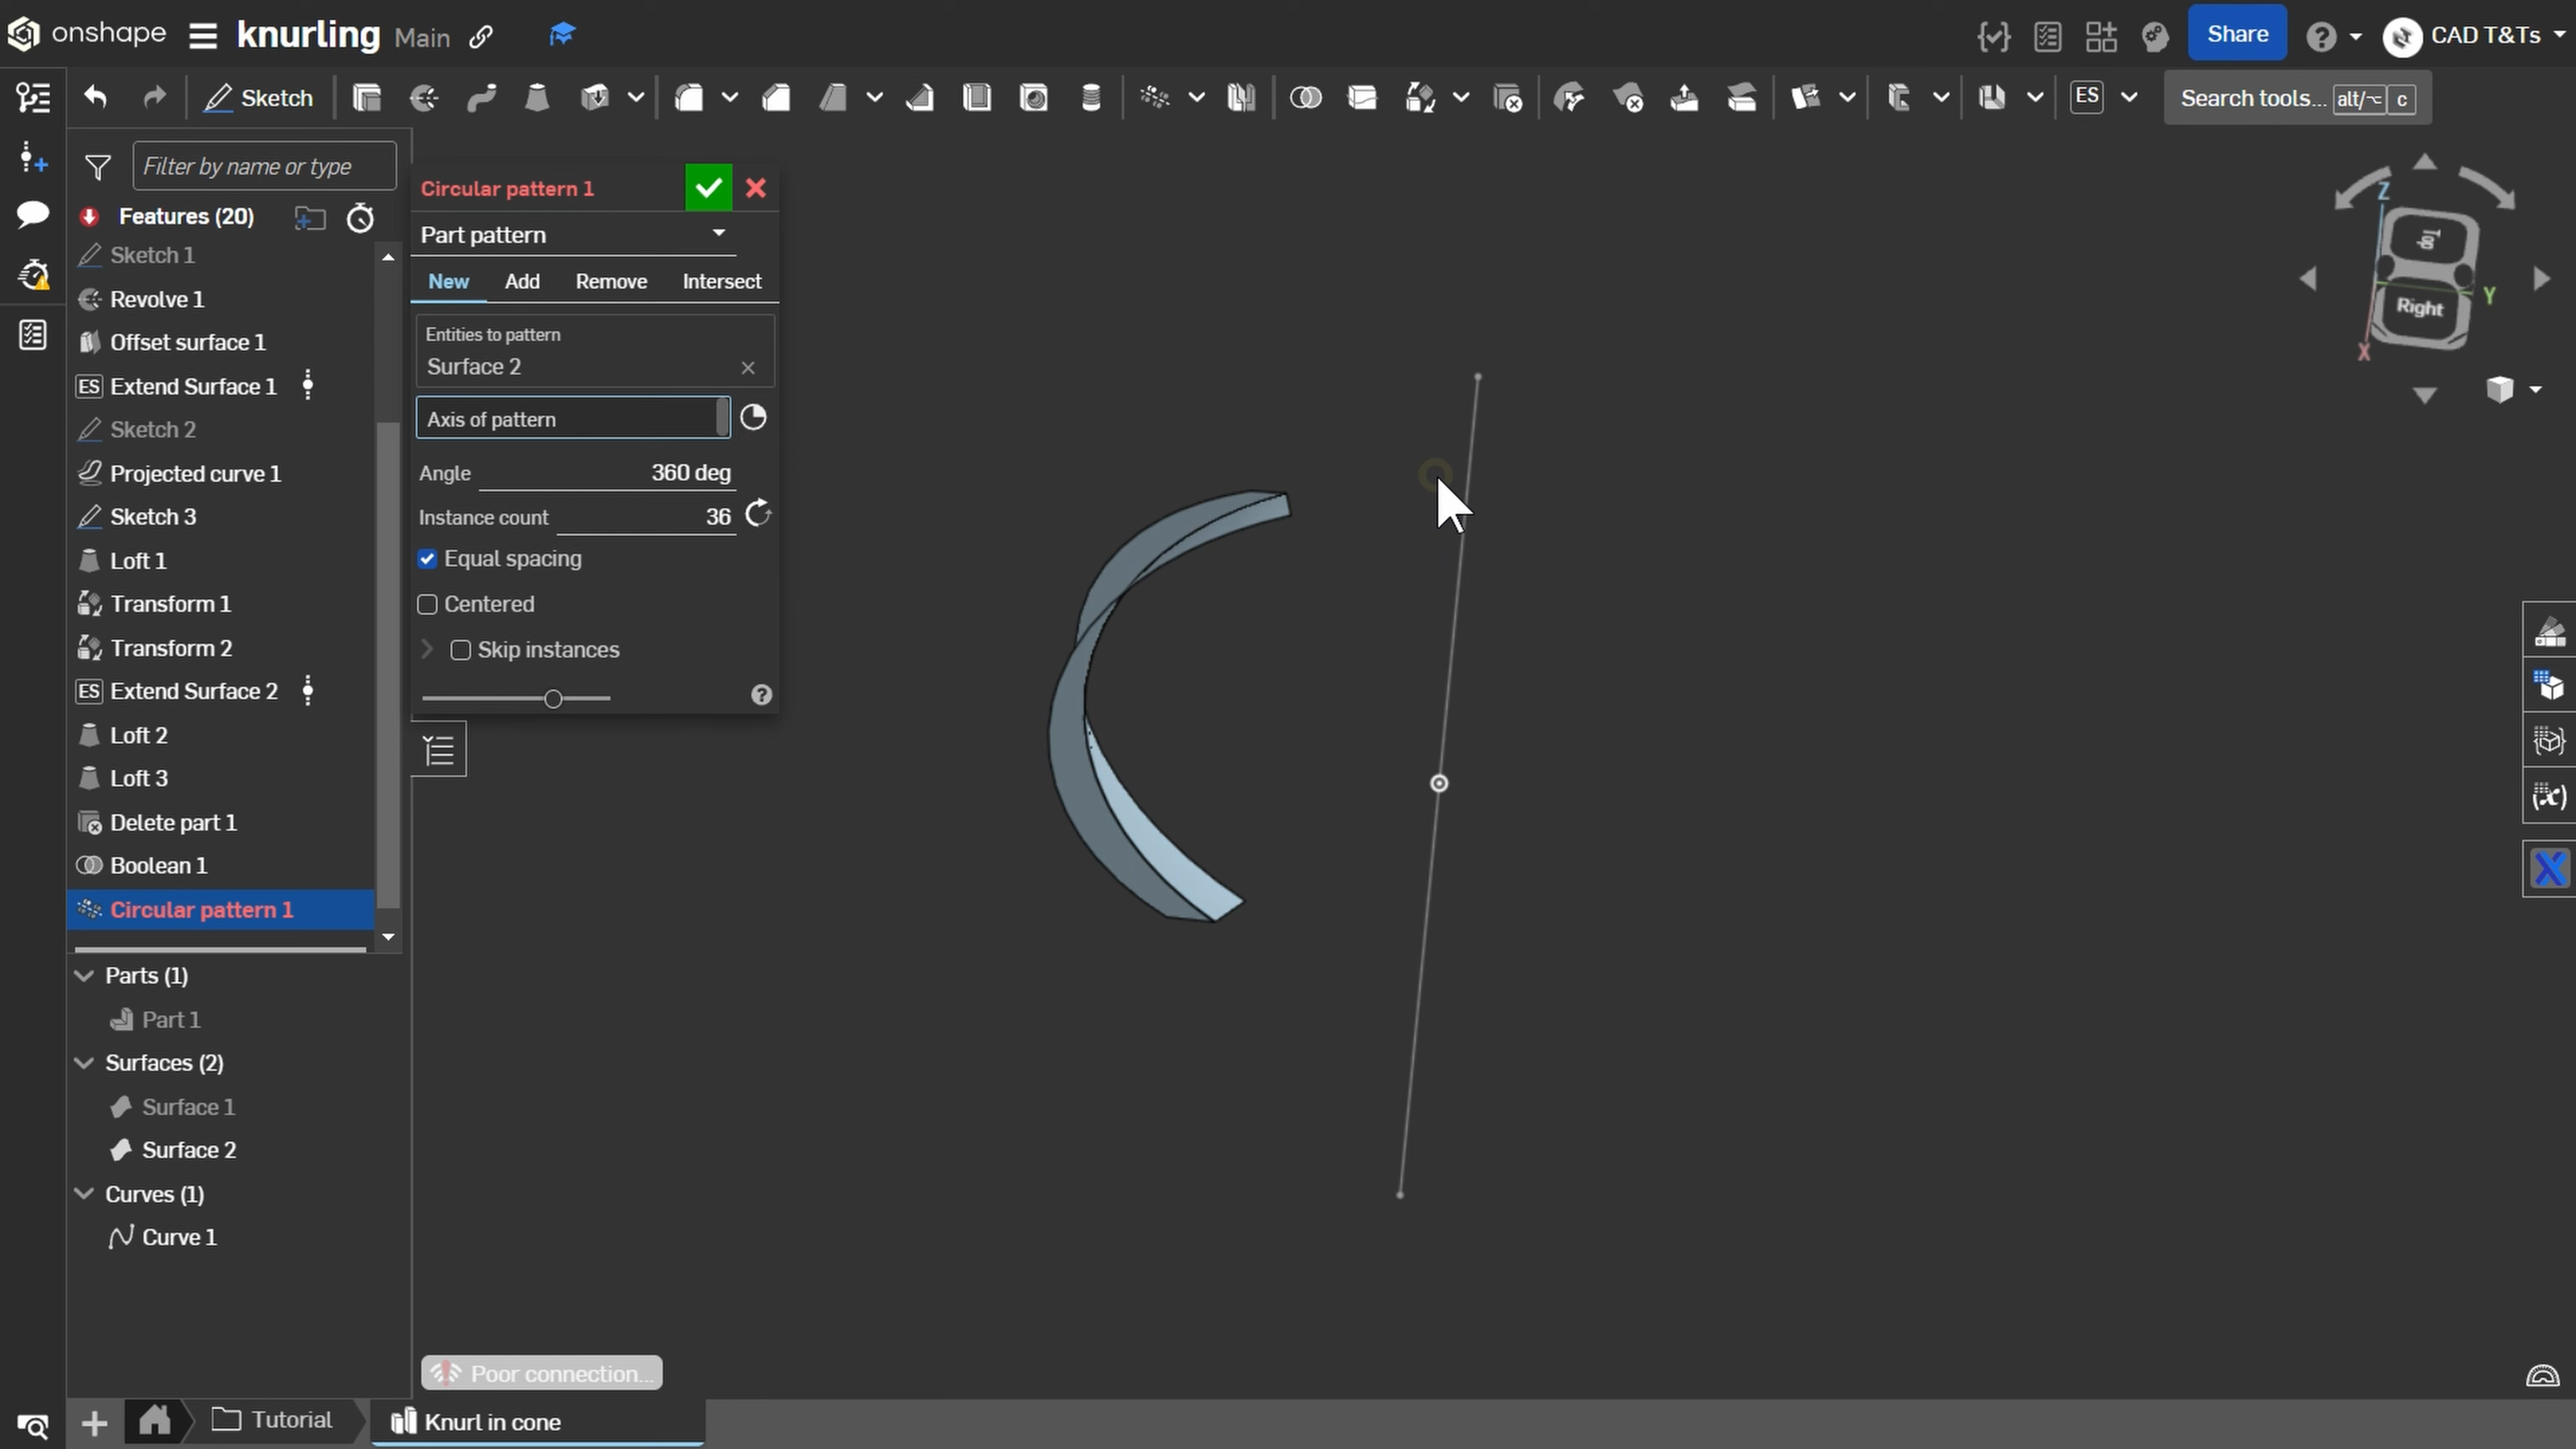 onshape knurling Main Share CAD T&Ts
Sketch ES Search tools... alt/⌥ c
Filter by name or type
Features (20)
Sketch 1
Revolve 1
Offset surface 1
ES Extend Surface 1
Sketch 2
Projected curve 1
Sketch 3
Loft 1
Transform 1
Transform 2
ES Extend Surface 2
Loft 2
Loft 3
Delete part 1
Boolean 1
Circular pattern 1
Parts (1)
Part 1
Surfaces (2)
Surface 1
Surface 2
Curves (1)
Curve 1
Circular pattern 1
Part pattern
New Add Remove Intersect
Entities to pattern
Surface 2
Axis of pattern
Angle 360 deg
Instance count 36
Equal spacing
Centered
Skip instances
Z
Top
Y
Right
X
Poor connection...
Tutorial Knurl in cone